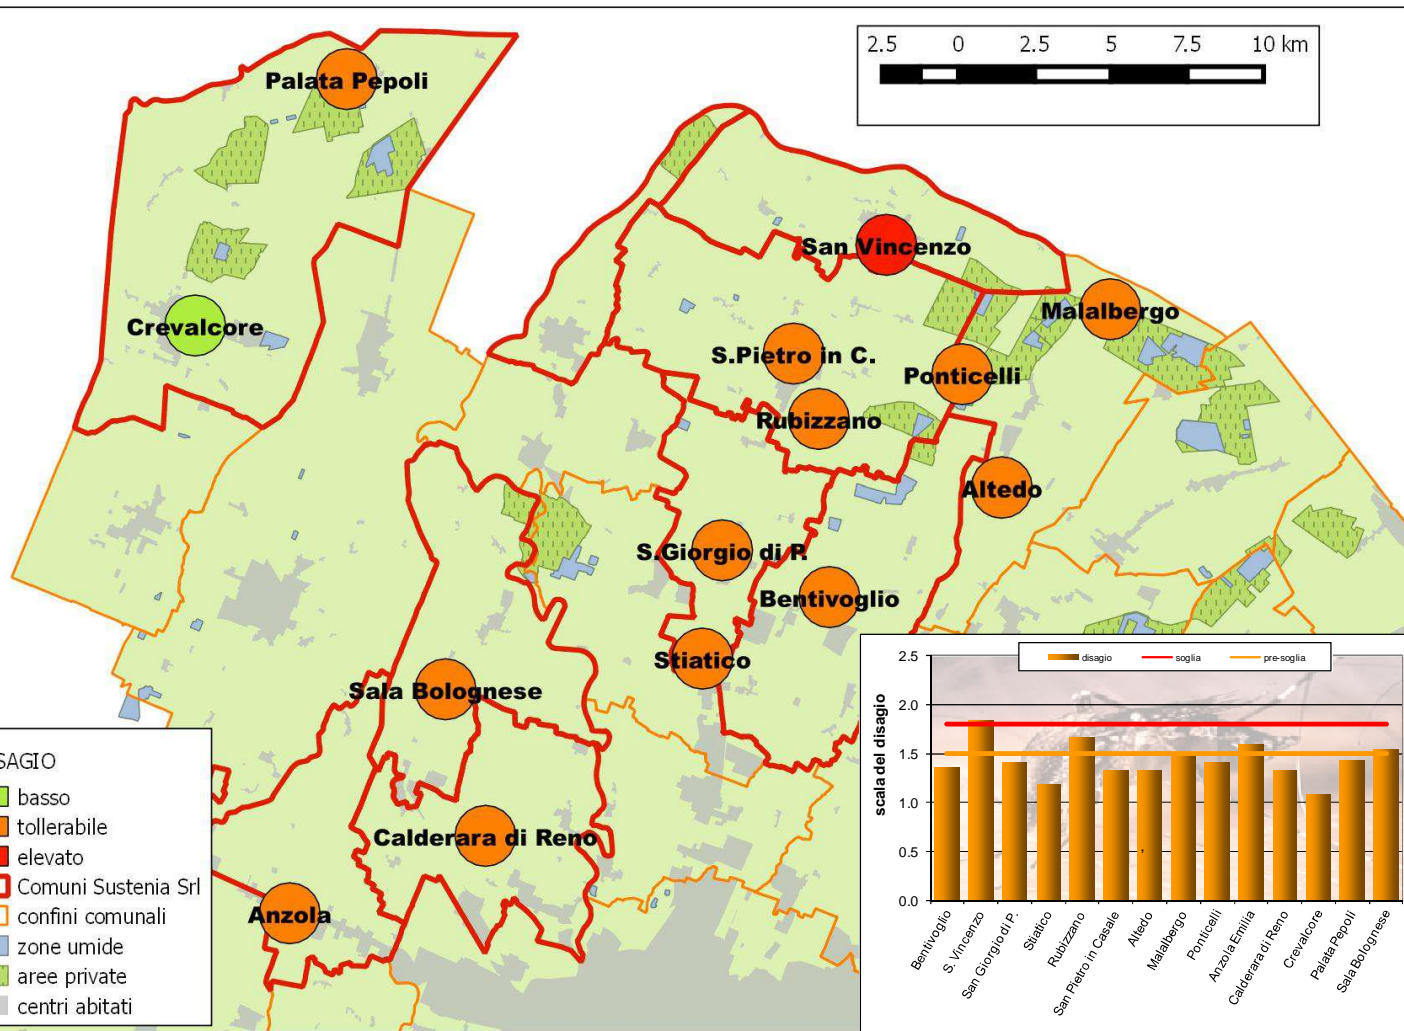 2.5 0 2.5 5 7.5 10 km
Palata Pepoli
San Vincenzo
Malalbergo
Crevalcore
S.Pietro in C.
Ponticelli
Rubizzano
Altedo
S.Giorgio di P.
Bentivoglio
Stiatico
Sala Bolognese
Calderara di Reno
Anzola
SAGIO
basso
tollerabile
elevato
Comuni Sustenia Srl
confini comunali
zone umide
aree private
centri abitati
disagio soglia pre-soglia
scala del disagio
2.5
2.0
1.5
1.0
0.5
0.0
Bentivoglio
S. Vincenzo
San Giorgio di P.
Stiatico
Rubizzano
San Pietro in Casale
Altedo
Malalbergo
Ponticelli
Anzola Emilia
Calderara di Reno
Crevalcore
Palata Pepoli
Sala Bolognese